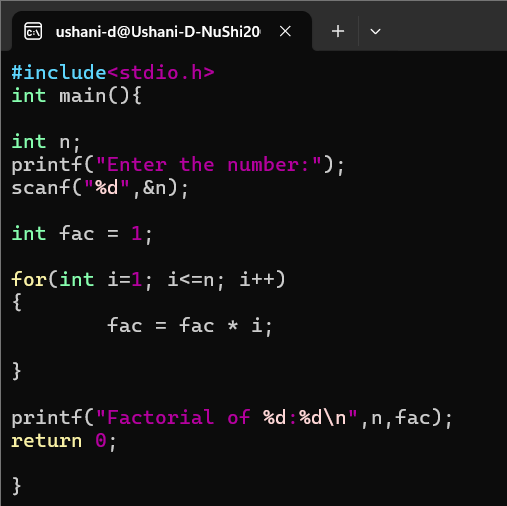 ushani-d@Ushani-D-NuShi20
#include<stdio.h>
int main(){
int n;
printf("Enter the number:");
scanf("%d",&n);
int fac = 1;
for(int i=1; i<=n; i++)
{
fac = fac * i;
}
printf("Factorial of %d:%d\n",n,fac);
return 0;
}